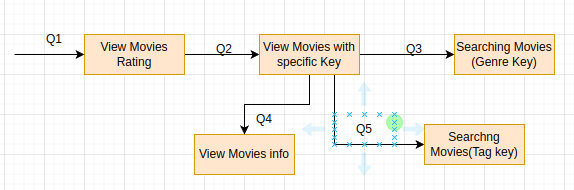 Q1
View Movies
Rating
Q2
View Movies with
specific Key
Q3
Searching Movies
(Genre Key)
Q4
View Movies info
Q5
Searchng
Movies(Tag key)